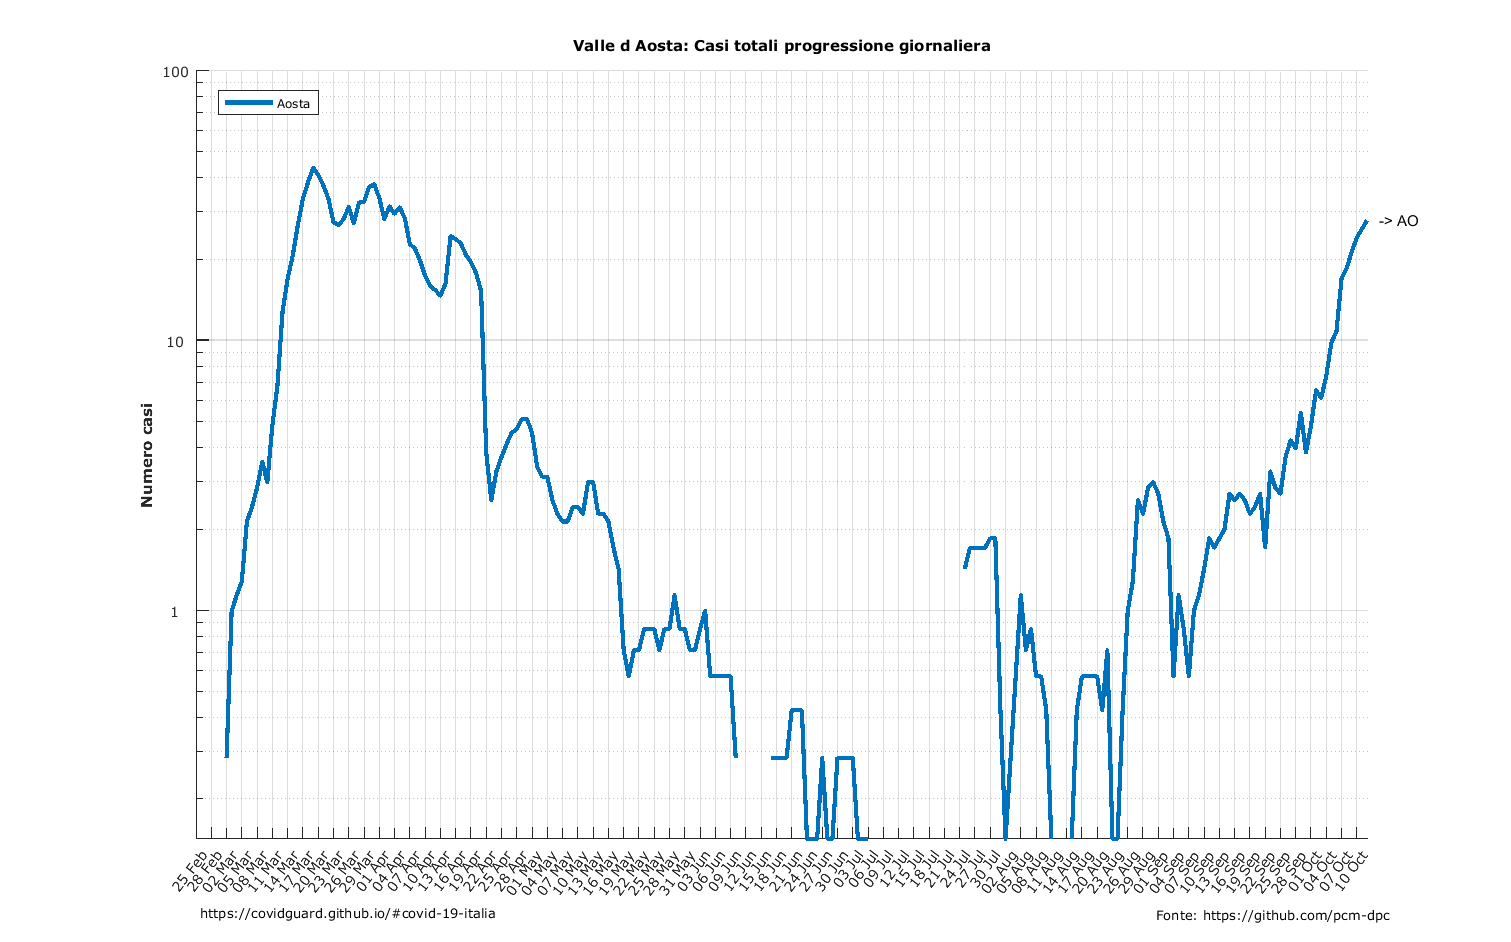 Valle d Aosta: Casi totali progressione giornaliera
100
Aosta
-> AO
10
Numero casi
1
25 Feb
28 Feb
02 Mar
05 Mar
08 Mar
11 Mar
14 Mar
17 Mar
20 Mar
23 Mar
26 Mar
29 Mar
01 Apr
04 Apr
07 Apr
10 Apr
13 Apr
16 Apr
19 Apr
22 Apr
25 Apr
28 Apr
01 May
04 May
07 May
10 May
13 May
16 May
19 May
22 May
25 May
28 May
31 May
03 Jun
06 Jun
09 Jun
12 Jun
15 Jun
18 Jun
21 Jun
24 Jun
27 Jun
30 Jun
03 Jul
06 Jul
09 Jul
12 Jul
15 Jul
18 Jul
21 Jul
24 Jul
27 Jul
30 Jul
02 Aug
05 Aug
08 Aug
11 Aug
14 Aug
17 Aug
20 Aug
23 Aug
26 Aug
29 Aug
01 Sep
04 Sep
07 Sep
10 Sep
13 Sep
16 Sep
19 Sep
22 Sep
25 Sep
28 Sep
01 Oct
04 Oct
07 Oct
10 Oct
https://covidguard.github.io/#covid-19-italia
Fonte: https://github.com/pcm-dpc